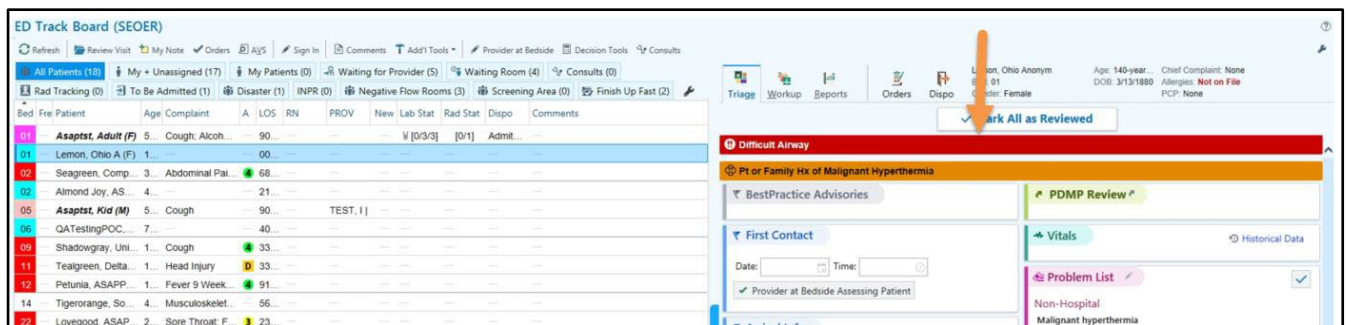 ED Track Board (SEOER)
Refresh Review Visit My Note Orders AVS Sign In Comments Add'l Tools Provider at Bedside Decision Tools Consults
All Patients (18) My + Unassigned (17) My Patients (0) Waiting for Provider (5) Waiting Room (4) Consults (0)
Rad Tracking (0) To Be Admitted (1) Disaster (1) INPR (0) Negative Flow Rooms (3) Screening Area (0) Finish Up Fast (2)
Bed Fre Patient Age Complaint A LOS RN PROV New Lab Stat Rad Stat Dispo Comments
01 Asaptst, Adult (F) 5... Cough; Alcoh... 90... [0/3/3] [0/1] Admit...
01 Lemon, Ohio A (F) 1... 00...
02 Seagreen, Comp... 3... Abdominal Pai... 4 68...
02 Almond Joy, AS... 4... 21...
05 Asaptst, Kid (M) 5... Cough 90... TEST, I |
06 QATestingPOC,... 7... 40...
09 Shadowgray, Uni... 1... Cough 4 33...
11 Tealgreen, Delta... 1... Head Injury D 33...
12 Petunia, ASAPP... 1... Fever 9 Week... 4 91...
14 Tigerorange, So... 4... Musculoskelet... 56...
22 Lovegood, ASAP... 2... Sore Throat; F... 3 23...
Triage Workup Reports Orders Dispo
Ohio Anonym Age: 140-year... Chief Complaint: None
01 DOB: 3/13/1880 Allergies: Not on File
Female PCP: None
All as Reviewed
Difficult Airway
Pt or Family Hx of Malignant Hyperthermia
BestPractice Advisories
PDMP Review
First Contact
Vitals Historical Data
Date: Time:
Provider at Bedside Assessing Patient
Problem List
Non-Hospital
Malignant hyperthermia